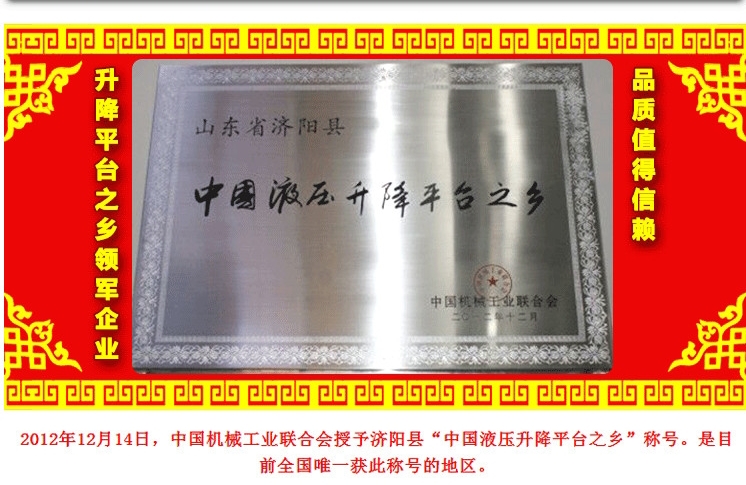 升降平台之乡领军企业
山东省济阳县
中国液压升降平台之乡
中国机械工业联合会
二〇一二年十二月
品质值得信赖
2012年12月14日，中国机械工业联合会授予济阳县“中国液压升降平台之乡”称号。是目
前全国唯一获此称号的地区。